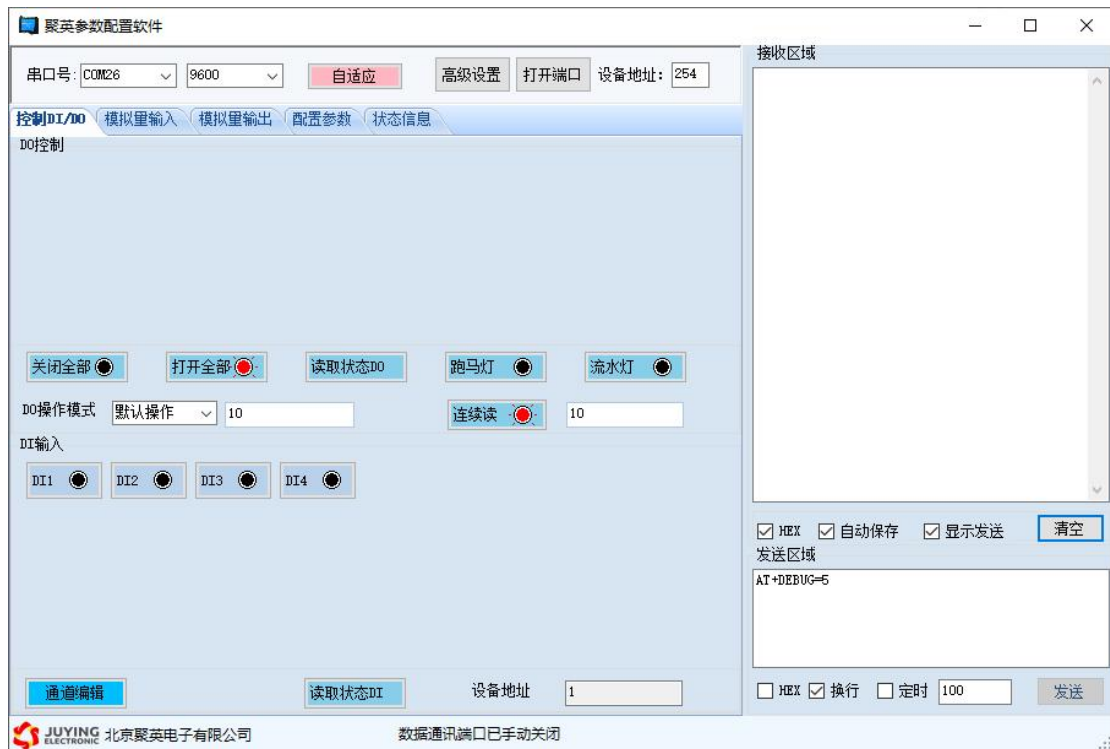 聚英参数配置软件
串口号: COM26 9600 自适应 高级设置 打开端口 设备地址: 254
控制DI/DO 模拟里输入 模拟里输出 配置参数 状态信息
DO控制
关闭全部 打开全部 读取状态DO 跑马灯 流水灯
DO操作模式 默认操作 10 连续读 10
DI输入
DI1 DI2 DI3 DI4
通道编辑 读取状态DI 设备地址 1
JUYING ELECTRONIC 北京聚英电子有限公司 数据通讯端口已手动关闭
接收区域
HEX 自动保存 显示发送 清空
发送区域
AT+DEBUG=5
HEX 换行 定时 100 发送